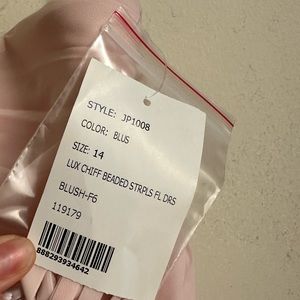 STYLE: JP1008
COLOR: BLUS
SIZE: 14
LUX CHIFF BEADED STRPLS FL DRS
BLUSH-F6
119179
888293934642